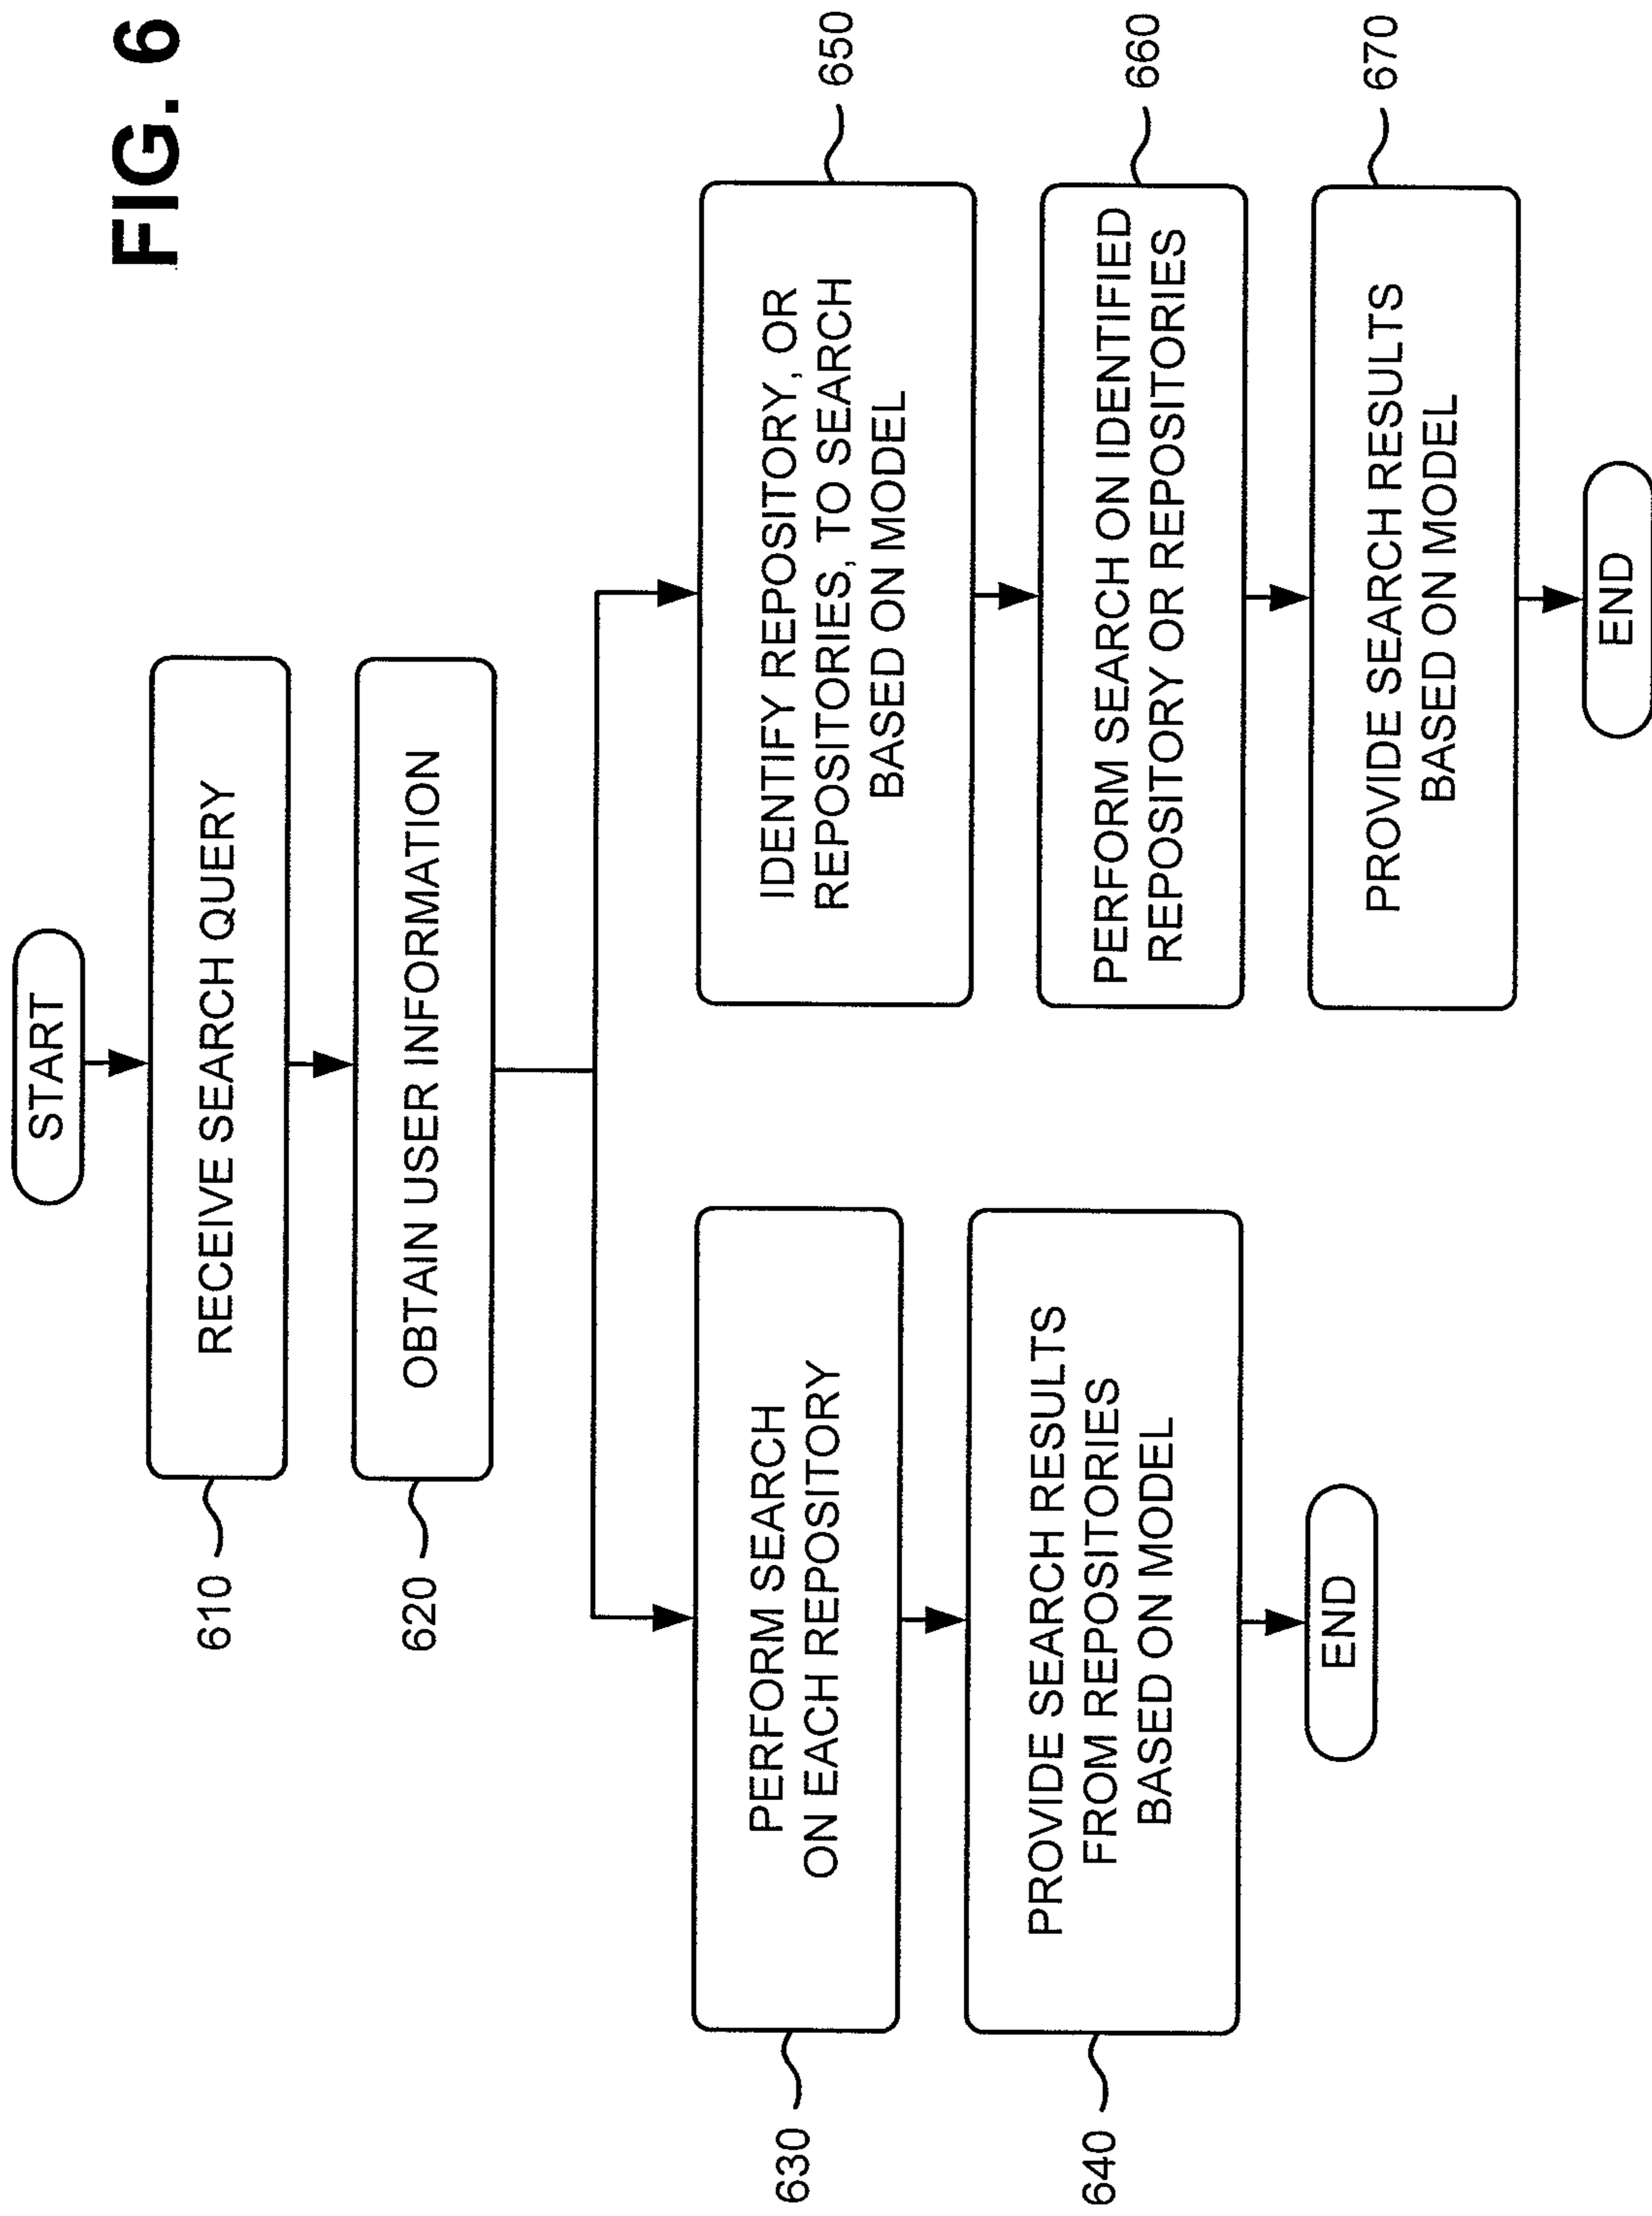 FIG. 6
START
RECEIVE SEARCH QUERY
610
OBTAIN USER INFORMATION
620
PERFORM SEARCH
ON EACH REPOSITORY
630
PROVIDE SEARCH RESULTS
FROM REPOSITORIES
BASED ON MODEL
640
END
IDENTIFY REPOSITORY, OR
REPOSITORIES, TO SEARCH
BASED ON MODEL
650
PERFORM SEARCH ON IDENTIFIED
REPOSITORY OR REPOSITORIES
660
PROVIDE SEARCH RESULTS
BASED ON MODEL
670
END